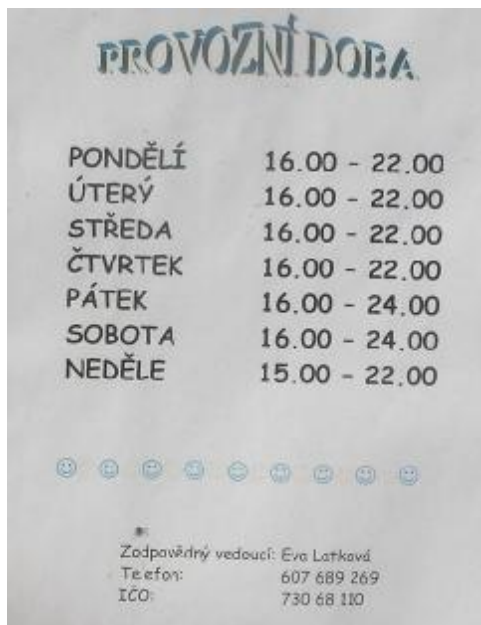 PROVOZNÍ DOBA
PONDĚLÍ 16.00 - 22.00
ÚTERÝ 16.00 - 22.00
STŘEDA 16.00 - 22.00
ČTVRTEK 16.00 - 22.00
PÁTEK 16.00 - 24.00
SOBOTA 16.00 - 24.00
NEDĚLE 15.00 - 22.00
Zodpovědný vedoucí: Eva Latková
Telefon: 607 689 269
IČO: 730 68 110